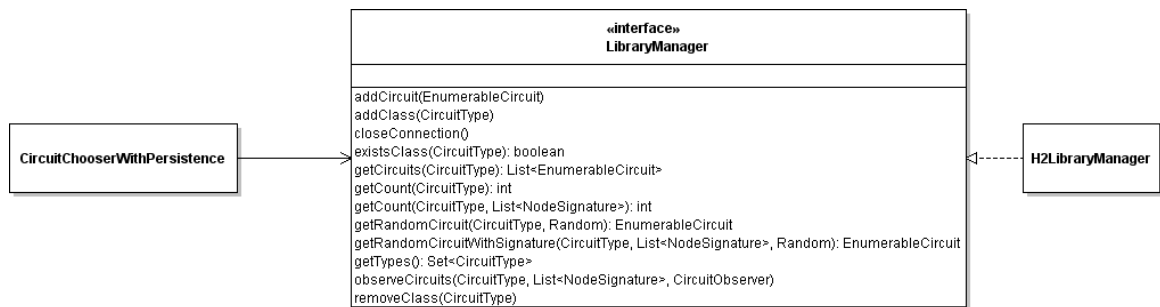 «interface»
LibraryManager
addCircuit(EnumerableCircuit)
addClass(CircuitType)
closeConnection()
existsClass(CircuitType): boolean
getCircuits(CircuitType): List<EnumerableCircuit>
getCount(CircuitType): int
getCount(CircuitType, List<NodeSignature>): int
getRandomCircuit(CircuitType, Random): EnumerableCircuit
getRandomCircuitWithSignature(CircuitType, List<NodeSignature>, Random): EnumerableCircuit
getTypes(): Set<CircuitType>
observeCircuits(CircuitType, List<NodeSignature>, CircuitObserver)
removeClass(CircuitType)
CircuitChooserWithPersistence
H2LibraryManager